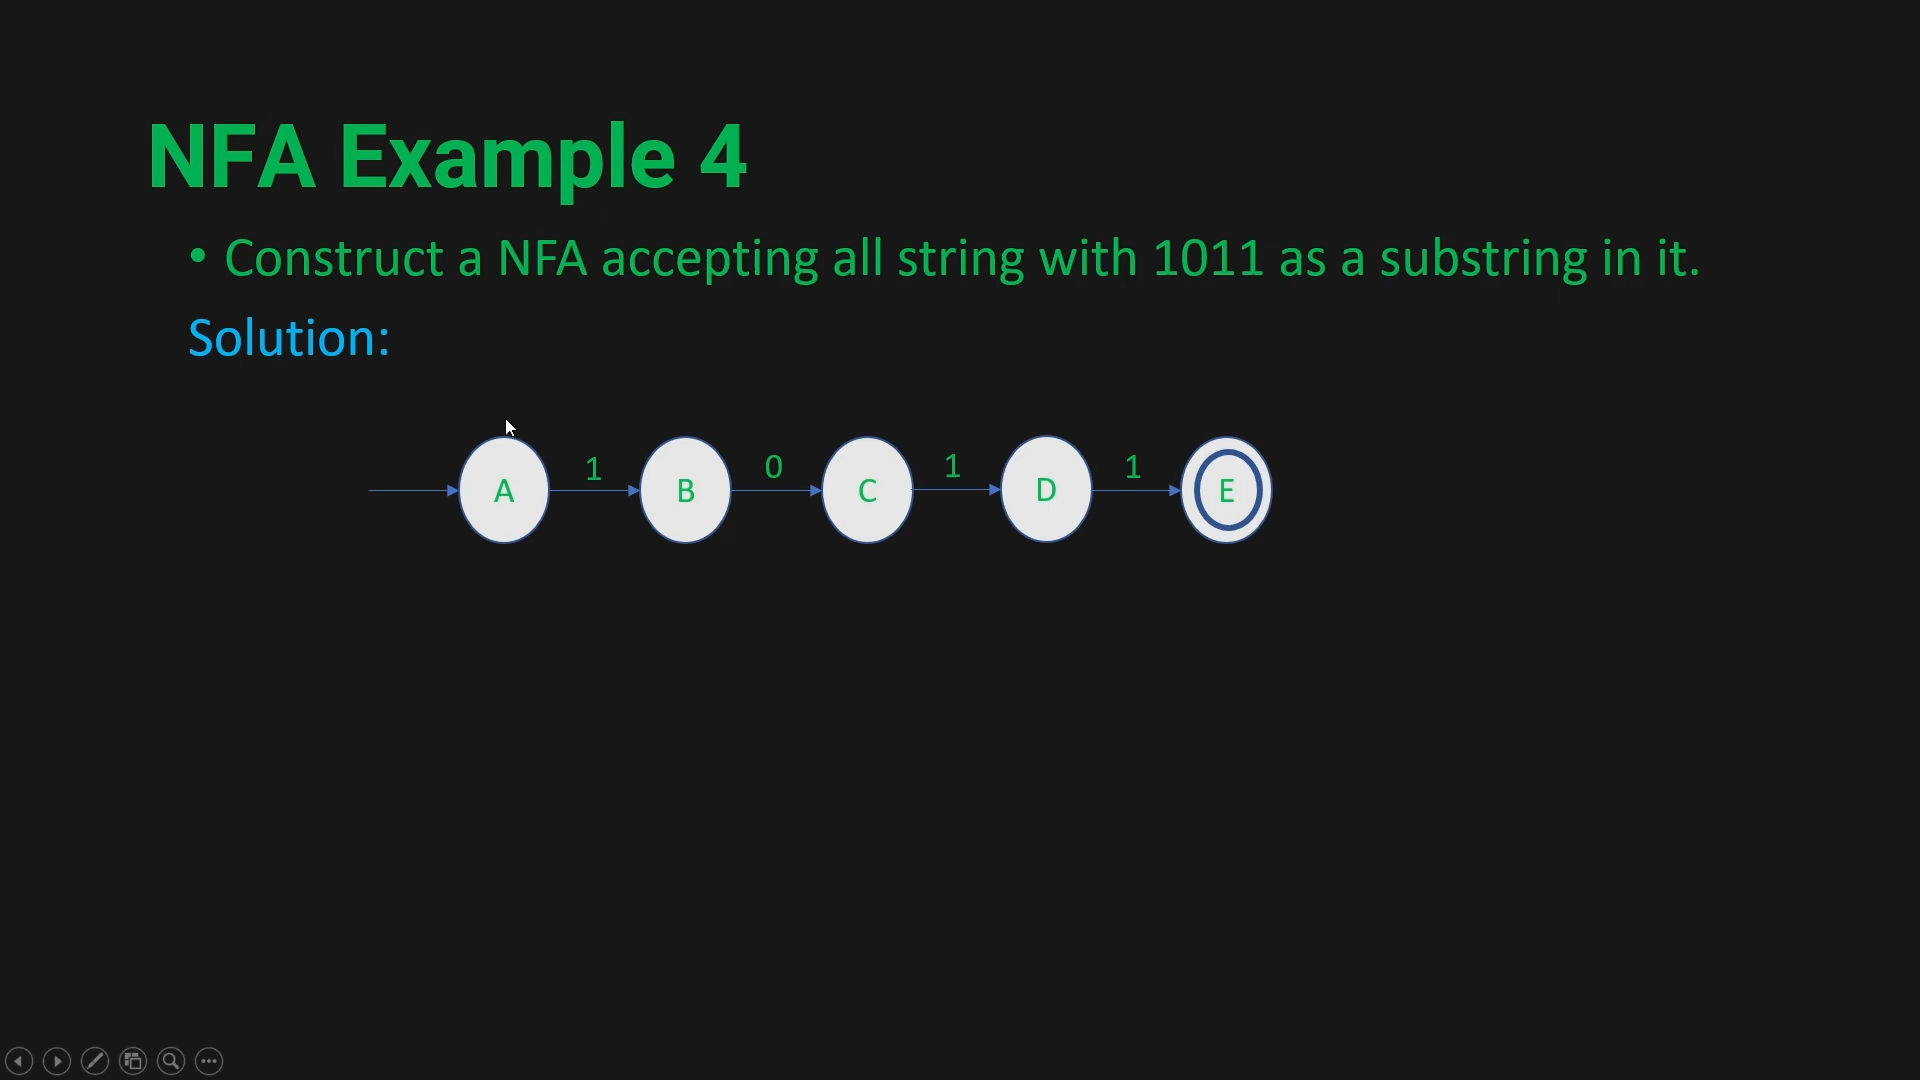 NFA Example 4
• Construct a NFA accepting all string with 1011 as a substring in it.
Solution:
A 1 B 0 C 1 D 1 E